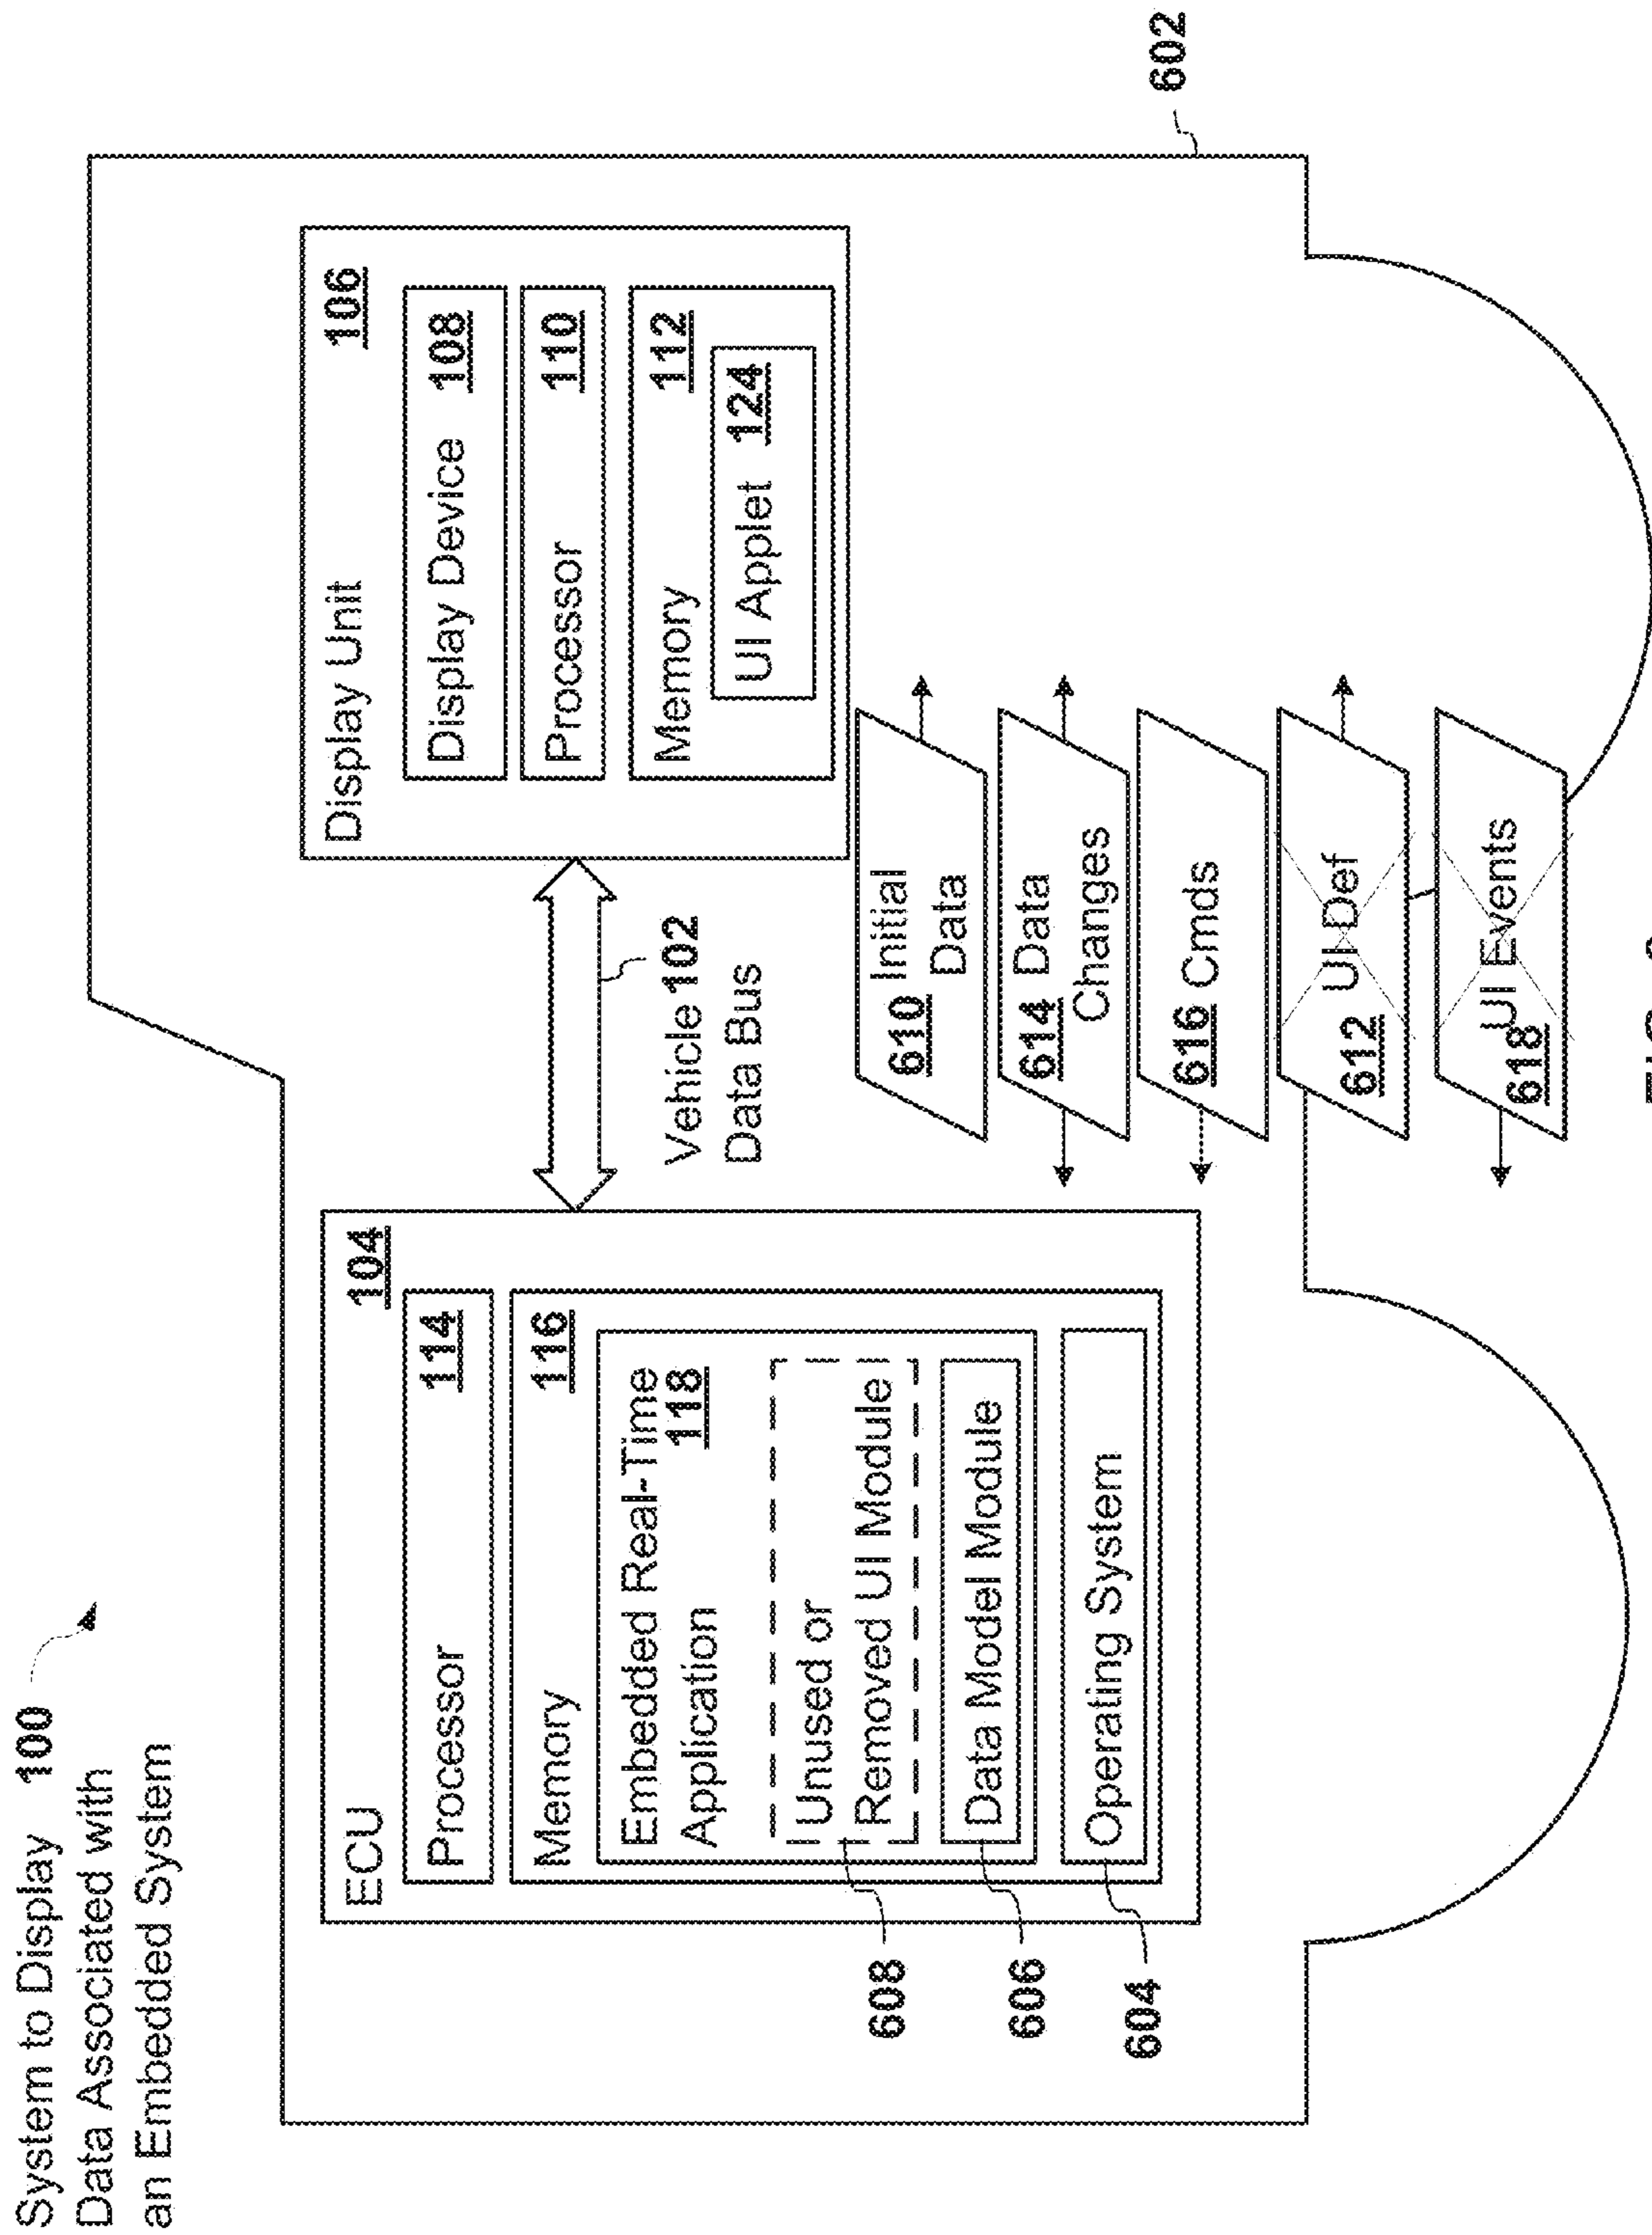 System to Display 100
Data Associated with
an Embedded System
602
ECU 104
Processor 114
Memory 116
Embedded Real-Time
Application 118
Unused or
Removed UI Module
Data Model Module
Operating System
608
606
604
Vehicle 102
Data Bus
Display Unit 106
Display Device 108
Processor 110
Memory 112
UI Applet 124
610 Initial
Data
614 Data
Changes
616 Cmds
612 UI Def
618 UI Events